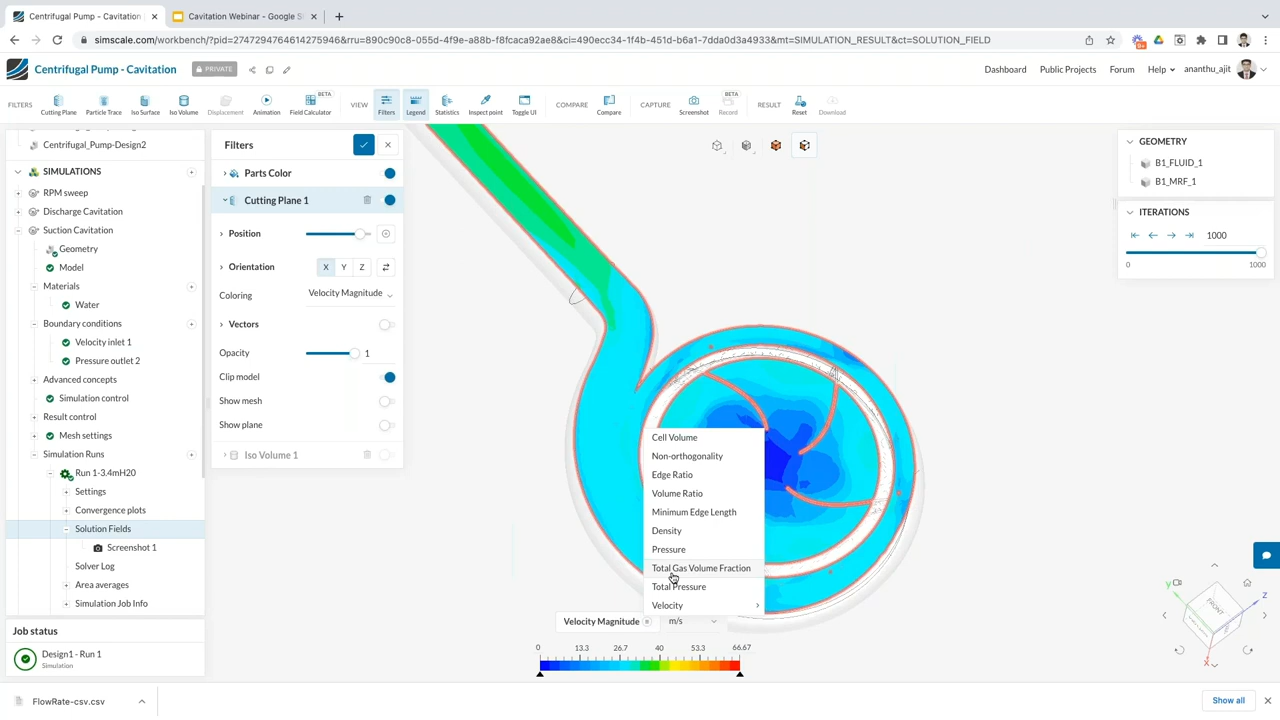 Centrifugal Pump - Cavitation
Cavitation Webinar - Google S
simscale.com/workbench/?pid=2747294764614275946&rru=890c90c8-055d-4f9e-a88b-f8fcaca92ae8&ci=490ecc34-1f4b-451d-b6a1-7dda0d3a4933&mt=SIMULATION_RESULT&ct=SOLUTION_FIELD
Centrifugal Pump - Cavitation
PRIVATE
Dashboard
Public Projects
Forum
Help
ananthu_ajit
FILTERS
Cutting Plane
Particle Trace
Iso Surface
Iso Volume
Displacement
Animation
BETA
Field Calculator
VIEW
Filters
Legend
Statistics
Inspect point
Toggle UI
COMPARE
Compare
CAPTURE
Screenshot
BETA
Record
RESULT
Reset
Download
Centrifugal_Pump-Design2
SIMULATIONS
RPM sweep
Discharge Cavitation
Suction Cavitation
Geometry
Model
Materials
Water
Boundary conditions
Velocity inlet 1
Pressure outlet 2
Advanced concepts
Simulation control
Result control
Mesh settings
Simulation Runs
Run 1-3.4mH20
Settings
Convergence plots
Solution Fields
Screenshot 1
Solver Log
Area averages
Simulation Job Info
Job status
Design1 - Run 1
Simulation
Filters
Parts Color
Cutting Plane 1
Position
Orientation
X Y Z
Coloring
Velocity Magnitude
Vectors
Opacity
1
Clip model
Show mesh
Show plane
Iso Volume 1
Cell Volume
Non-orthogonality
Edge Ratio
Volume Ratio
Minimum Edge Length
Density
Pressure
Total Gas Volume Fraction
Total Pressure
Velocity
Velocity Magnitude
m/s
0 13.3 26.7 40 53.3 66.67
GEOMETRY
B1_FLUID_1
B1_MRF_1
ITERATIONS
1000
0 1000
Y
Z
FRONT
X
FlowRate-csv.csv
Show all